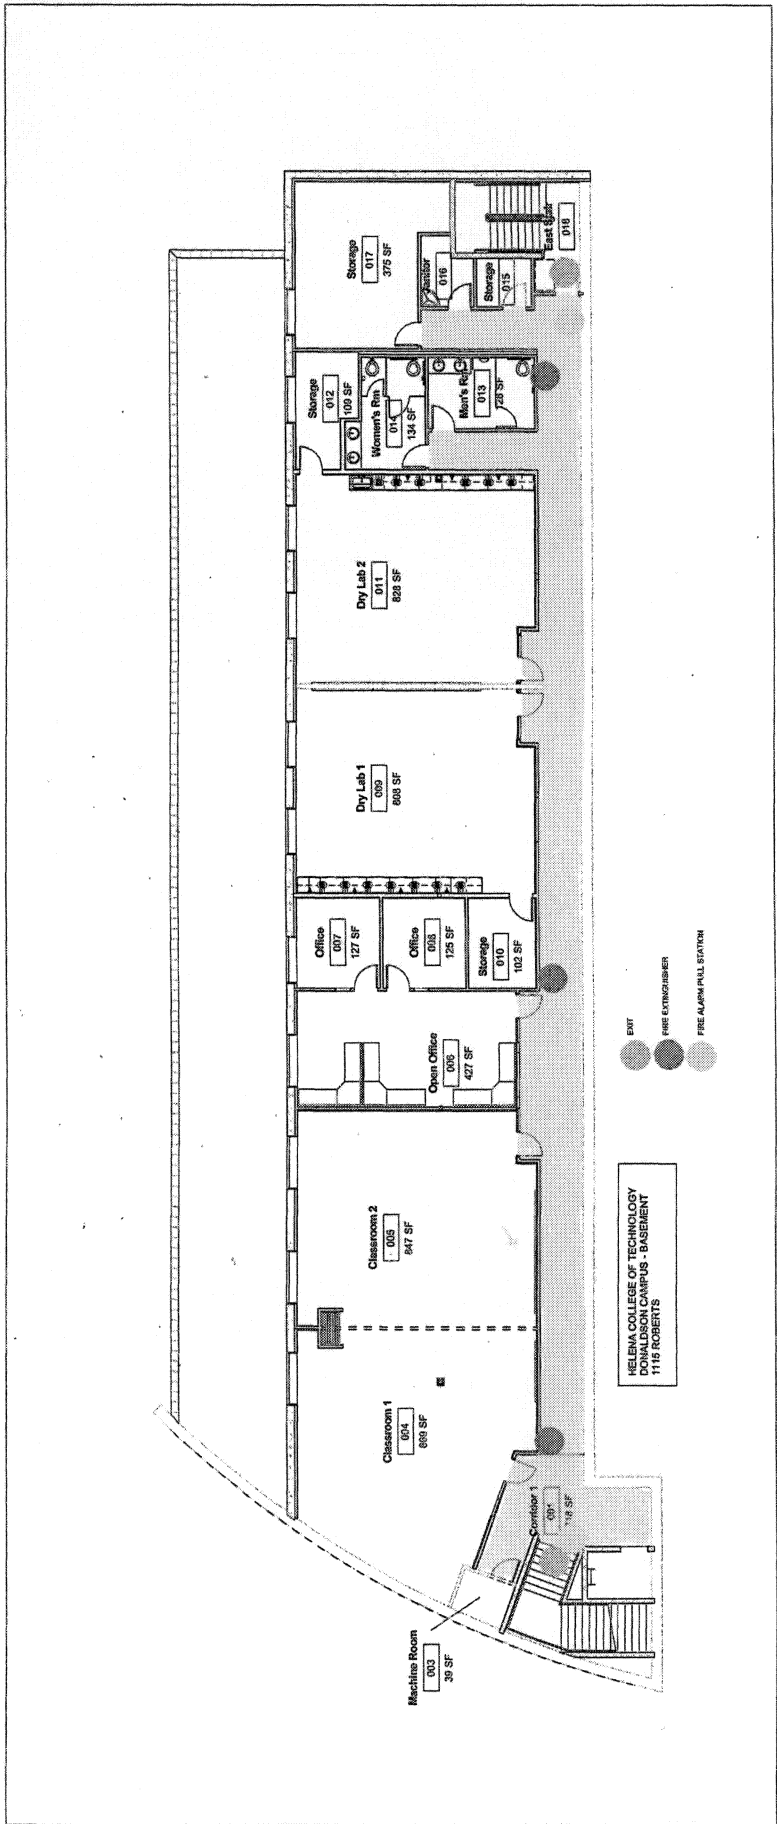 Storage
017
375 SF
Janitor
016
Storage
015
East Stair
018
Storage
012
109 SF
Women's Rm
014
134 SF
Men's Rm
013
128 SF
Dry Lab 2
011
828 SF
Dry Lab 1
009
808 SF
Office
007
127 SF
Office
008
125 SF
Storage
010
102 SF
Open Office
006
427 SF
Classroom 2
005
847 SF
Classroom 1
004
869 SF
Corridor 1
001
Machine Room
003
39 SF
EXIT
FIRE EXTINGUISHER
FIRE ALARM PULL STATION
HELENA COLLEGE OF TECHNOLOGY
DONALDSON CAMPUS - BASEMENT
1115 ROBERTS